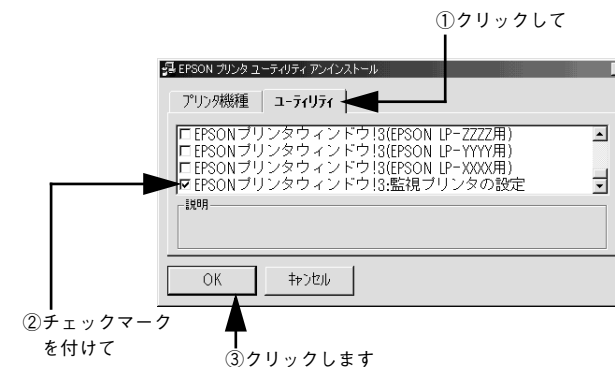 ①クリックして
EPSON プリンタ ユーティリティ アンインストール
プリンタ機種 ユーティリティ
EPSONプリンタウィンドウ!3(EPSON LP-ZZZZ用)
EPSONプリンタウィンドウ!3(EPSON LP-YYYY用)
EPSONプリンタウィンドウ!3(EPSON LP-XXXX用)
EPSONプリンタウィンドウ!3:監視プリンタの設定
説明
OK キャンセル
②チェックマーク
を付けて
③クリックします